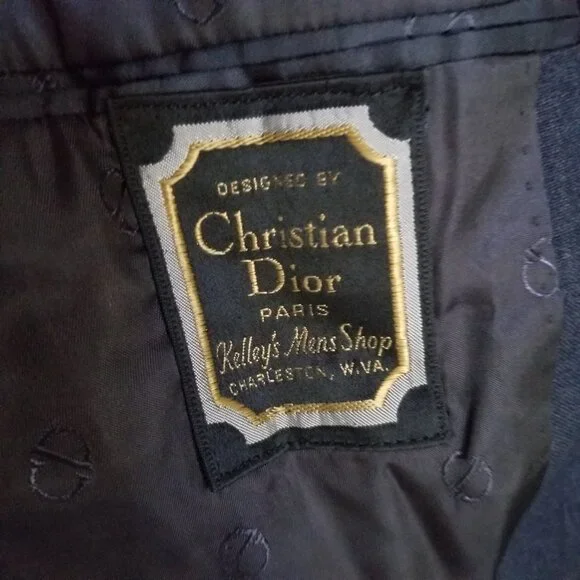 DESIGNED BY
Christian
Dior
PARIS
Kelley's Mens Shop
CHARLESTON, W.VA.